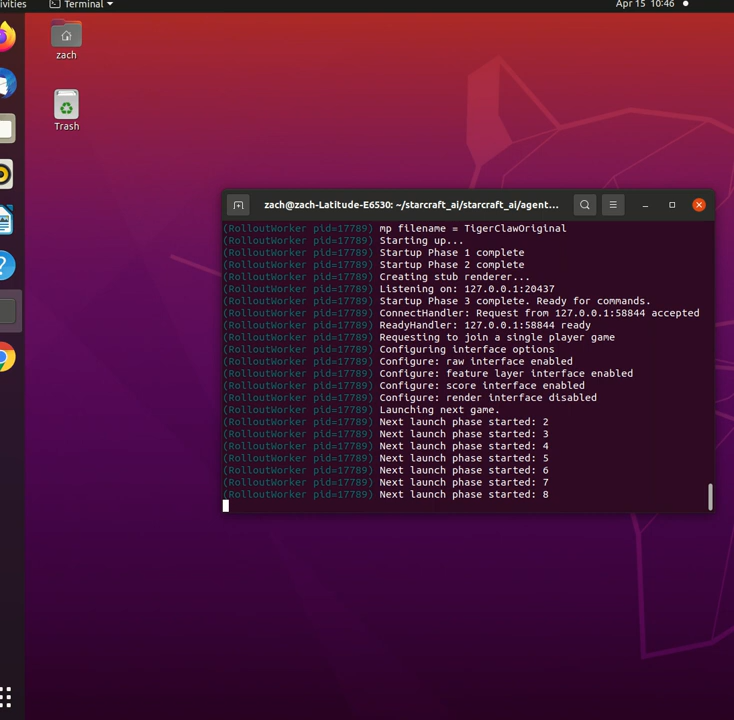 ivities
Terminal
Apr 15 10:46
zach
Trash
zach@zach-Latitude-E6530: ~/starcraft_ai/starcraft_ai/agent...
(RolloutWorker pid=17789) mp filename = TigerClawOriginal
(RolloutWorker pid=17789) Starting up...
(RolloutWorker pid=17789) Startup Phase 1 complete
(RolloutWorker pid=17789) Startup Phase 2 complete
(RolloutWorker pid=17789) Creating stub renderer...
(RolloutWorker pid=17789) Listening on: 127.0.0.1:20437
(RolloutWorker pid=17789) Startup Phase 3 complete. Ready for commands.
(RolloutWorker pid=17789) ConnectHandler: Request from 127.0.0.1:58844 accepted
(RolloutWorker pid=17789) ReadyHandler: 127.0.0.1:58844 ready
(RolloutWorker pid=17789) Requesting to join a single player game
(RolloutWorker pid=17789) Configuring interface options
(RolloutWorker pid=17789) Configure: raw interface enabled
(RolloutWorker pid=17789) Configure: feature layer interface enabled
(RolloutWorker pid=17789) Configure: score interface enabled
(RolloutWorker pid=17789) Configure: render interface disabled
(RolloutWorker pid=17789) Launching next game.
(RolloutWorker pid=17789) Next launch phase started: 2
(RolloutWorker pid=17789) Next launch phase started: 3
(RolloutWorker pid=17789) Next launch phase started: 4
(RolloutWorker pid=17789) Next launch phase started: 5
(RolloutWorker pid=17789) Next launch phase started: 6
(RolloutWorker pid=17789) Next launch phase started: 7
(RolloutWorker pid=17789) Next launch phase started: 8